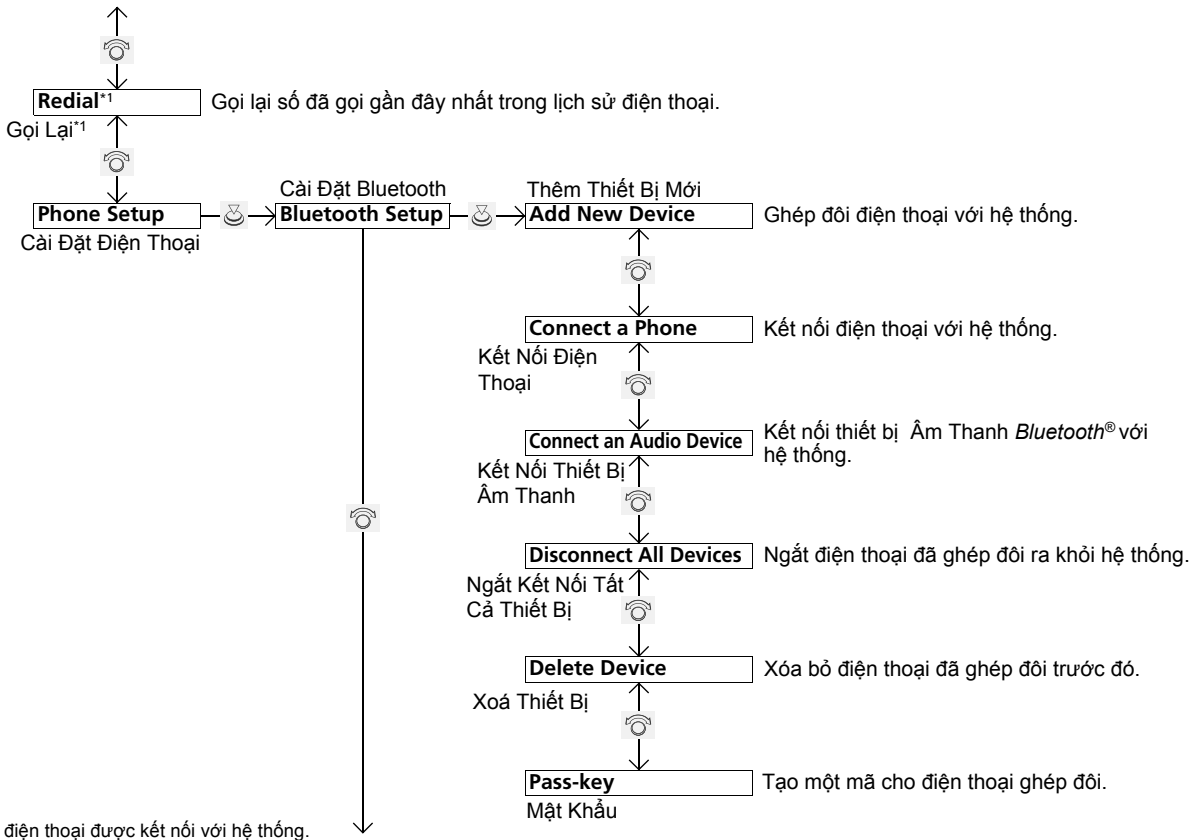 Redial*1
Gọi lại số đã gọi gần đây nhất trong lịch sử điện thoại.
Gọi Lại*1
Cài Đặt Bluetooth
Thêm Thiết Bị Mới
Phone Setup
Bluetooth Setup
Add New Device
Ghép đôi điện thoại với hệ thống.
Cài Đặt Điện Thoại
Connect a Phone
Kết nối điện thoại với hệ thống.
Kết Nối Điện
Thoại
Connect an Audio Device
Kết nối thiết bị Âm Thanh Bluetooth® với
hệ thống.
Kết Nối Thiết Bị
Âm Thanh
Disconnect All Devices
Ngắt điện thoại đã ghép đôi ra khỏi hệ thống.
Ngắt Kết Nối Tất
Cả Thiết Bị
Delete Device
Xóa bỏ điện thoại đã ghép đôi trước đó.
Xoá Thiết Bị
Pass-key
Tạo một mã cho điện thoại ghép đôi.
Mật Khẩu
điện thoại được kết nối với hệ thống.